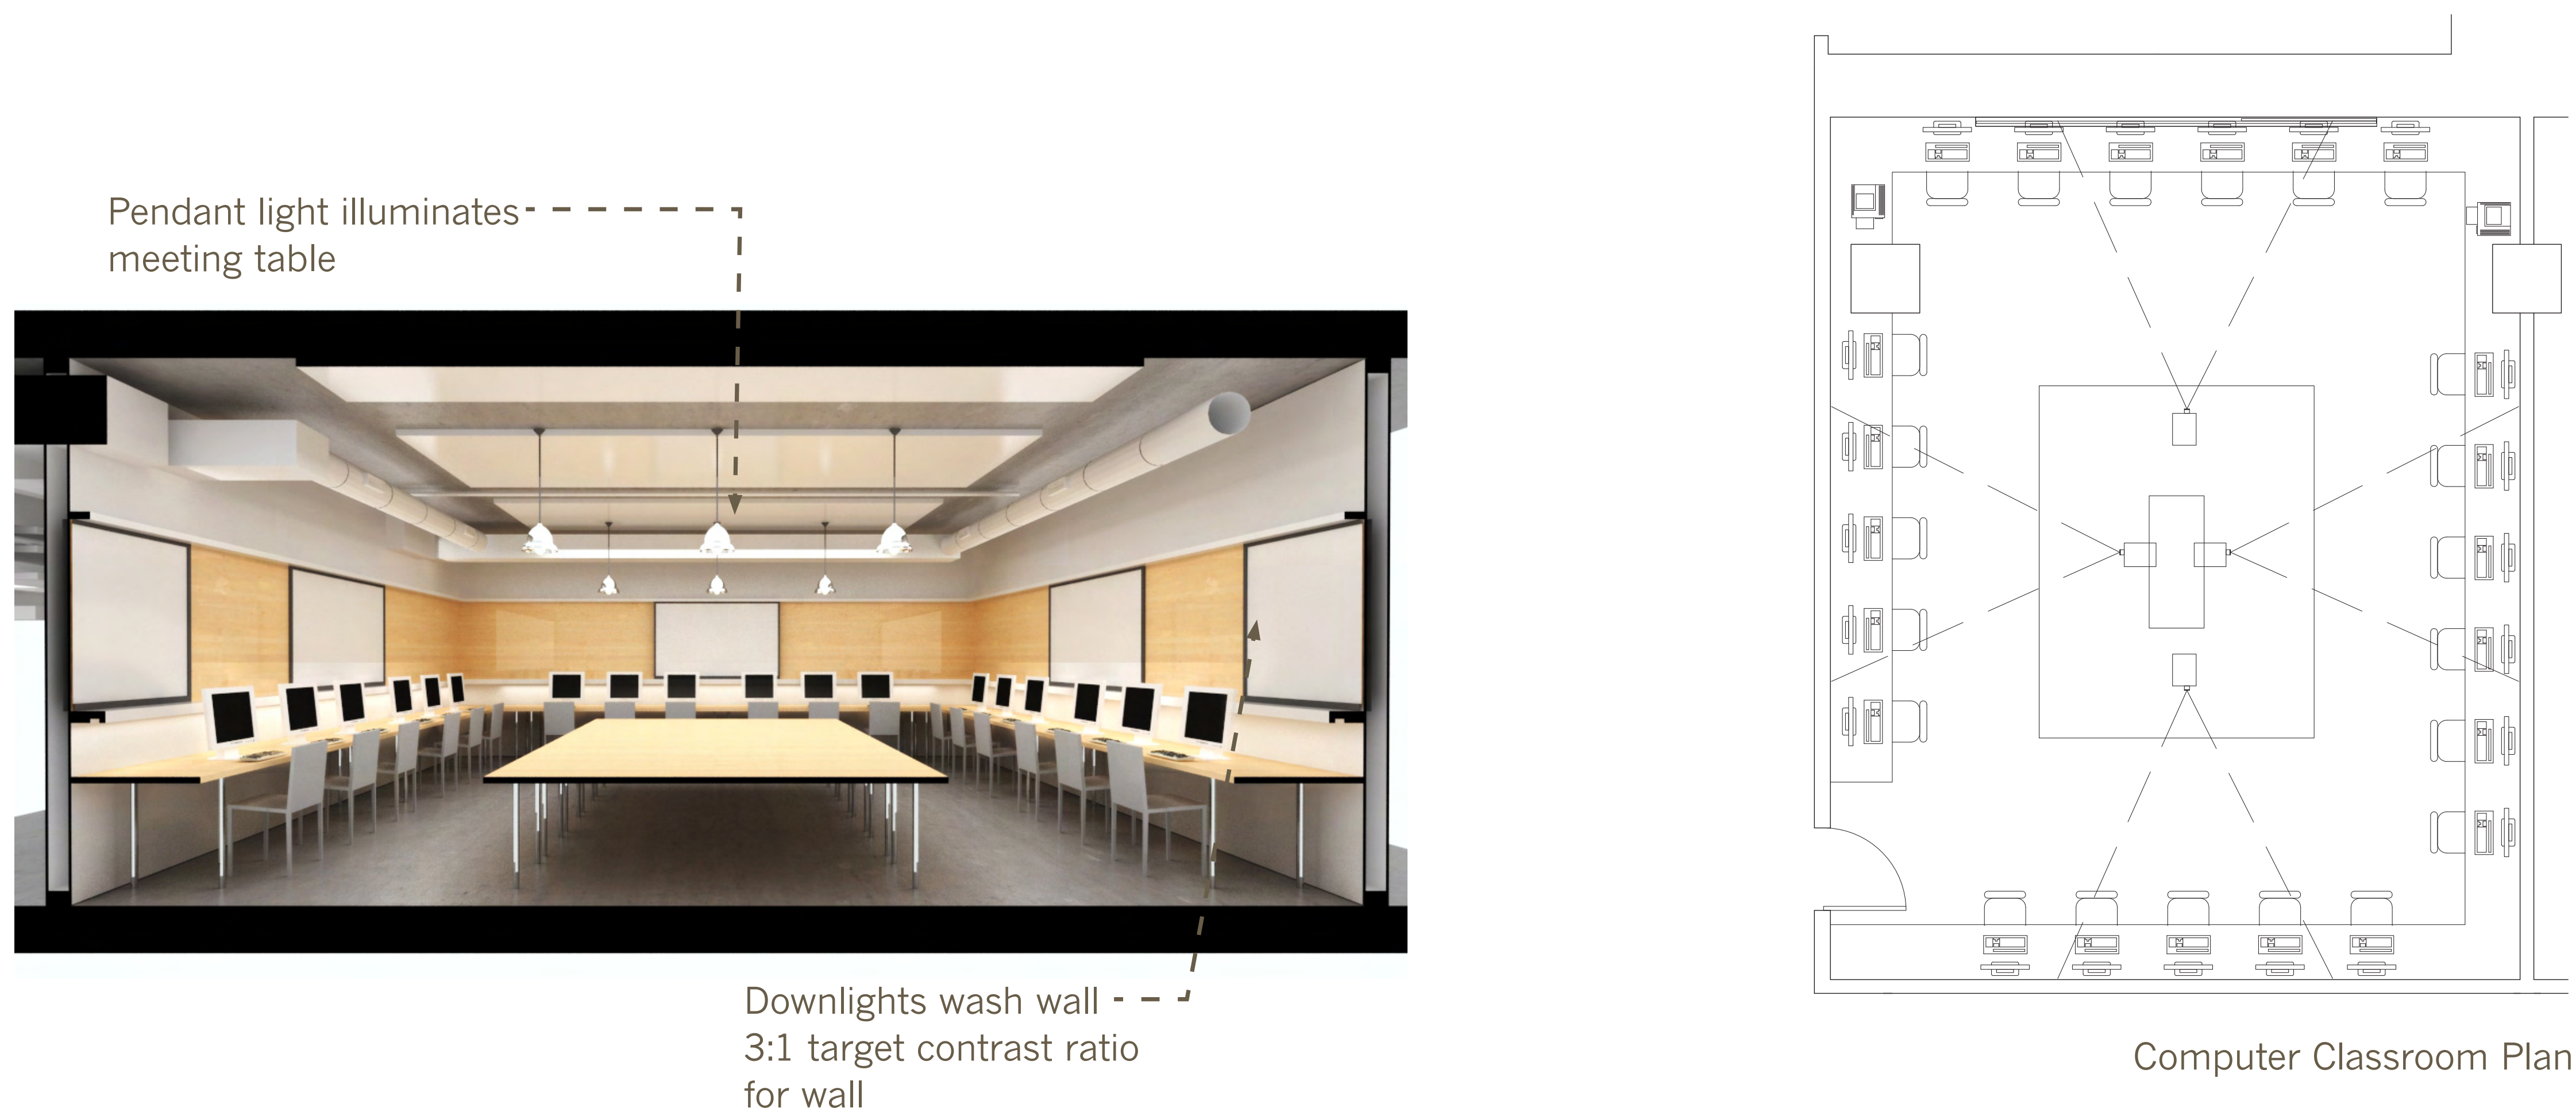 Pendant light illuminates
meeting table
Downlights wash wall
3:1 target contrast ratio
for wall
Computer Classroom Plan